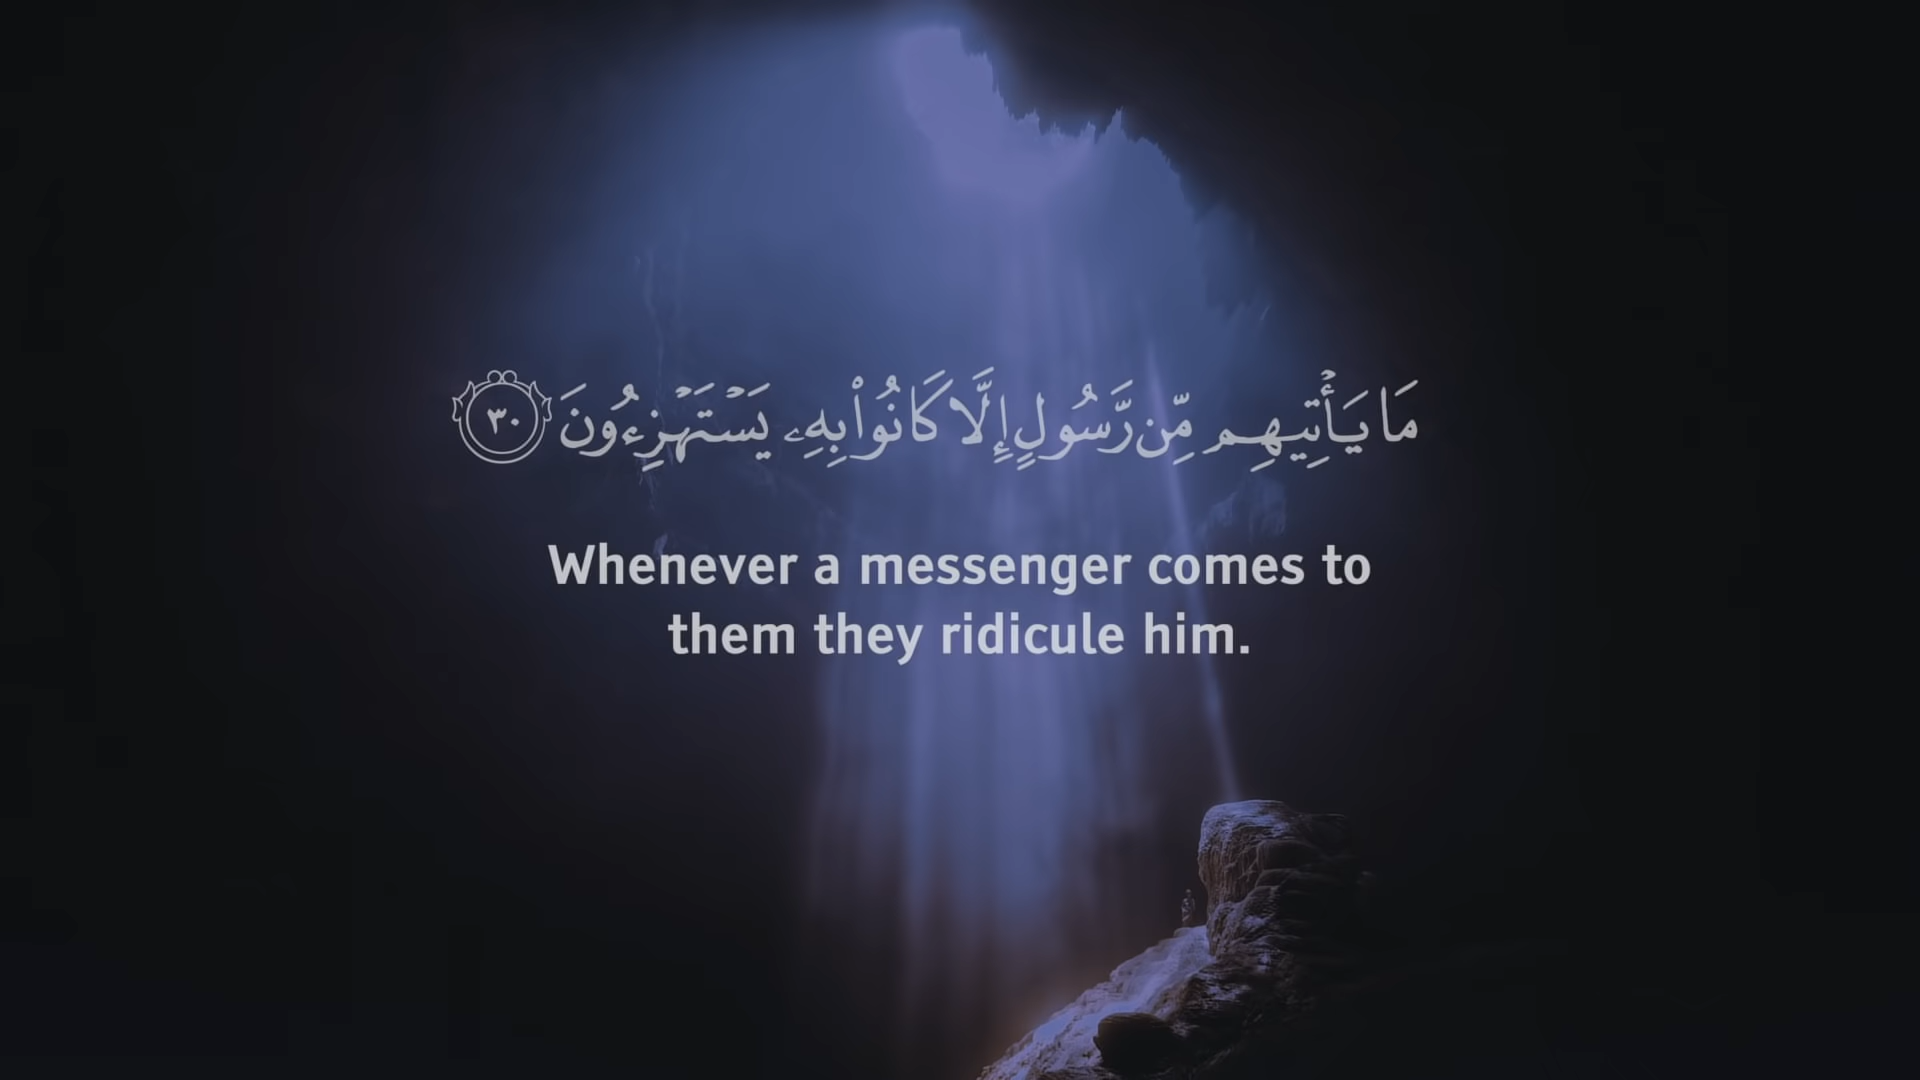 مَا يَأْتِيهِم مِّن رَّسُولٍ إِلَّا كَانُوا۟ بِهِۦ يَسْتَهْزِءُونَ ٣٠
Whenever a messenger comes to
them they ridicule him.